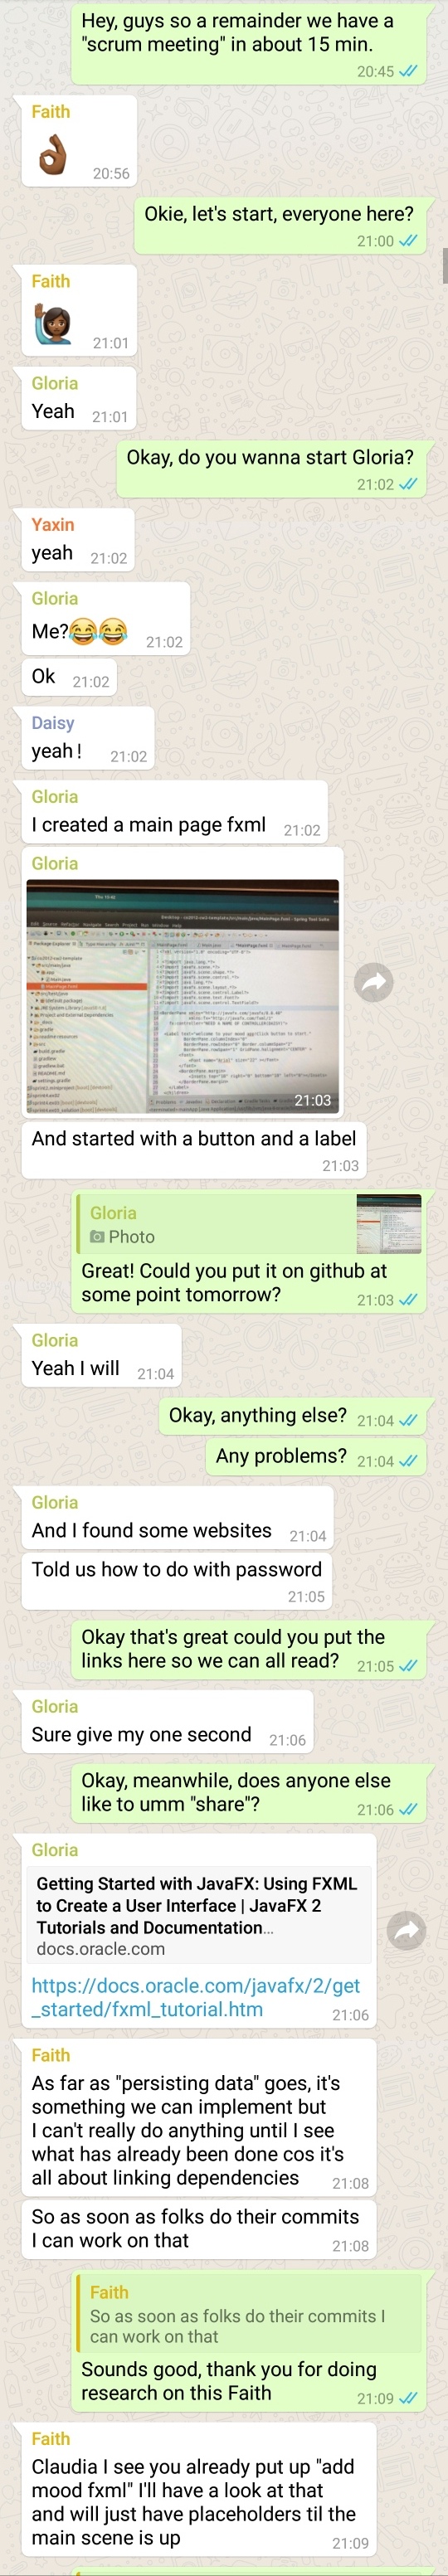 Hey, guys so a remainder we have a
"scrum meeting" in about 15 min.
20:45
Faith
👌🏾
20:56
Okie, let's start, everyone here?
21:00
Faith
🙋🏾‍♀️
21:01
Gloria
Yeah 21:01
Okay, do you wanna start Gloria?
21:02
Yaxin
yeah 21:02
Gloria
Me?😂😂 21:02
Ok 21:02
Daisy
yeah ! 21:02
Gloria
I created a main page fxml 21:02
Gloria
21:03
And started with a button and a label
21:03
Gloria
Photo
Great! Could you put it on github at
some point tomorrow? 21:03
Gloria
Yeah I will 21:04
Okay, anything else? 21:04
Any problems? 21:04
Gloria
And I found some websites 21:04
Told us how to do with password
21:05
Okay that's great could you put the
links here so we can all read? 21:05
Gloria
Sure give my one second 21:06
Okay, meanwhile, does anyone else
like to umm "share"? 21:06
Gloria
Getting Started with JavaFX: Using FXML
to Create a User Interface | JavaFX 2
Tutorials and Documentation...
docs.oracle.com
https://docs.oracle.com/javafx/2/get
_started/fxml_tutorial.htm 21:06
Faith
As far as "persisting data" goes, it's
something we can implement but
I can't really do anything until I see
what has already been done cos it's
all about linking dependencies 21:08
So as soon as folks do their commits
I can work on that 21:08
Faith
So as soon as folks do their commits I
can work on that
Sounds good, thank you for doing
research on this Faith 21:09
Faith
Claudia I see you already put up "add
mood fxml" I'll have a look at that
and will just have placeholders til the
main scene is up 21:09